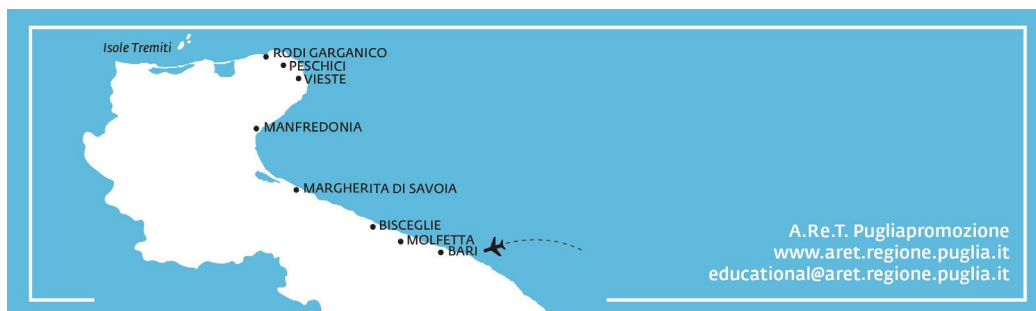 Isole Tremiti
RODI GARGANICO
PESCHICI
VIESTE
MANFREDONIA
MARGHERITA DI SAVOIA
BISCEGLIE
MOLFETTA
BARI
A.Re.T. Pugliapromozione
www.aret.regione.puglia.it
educational@aret.regione.puglia.it